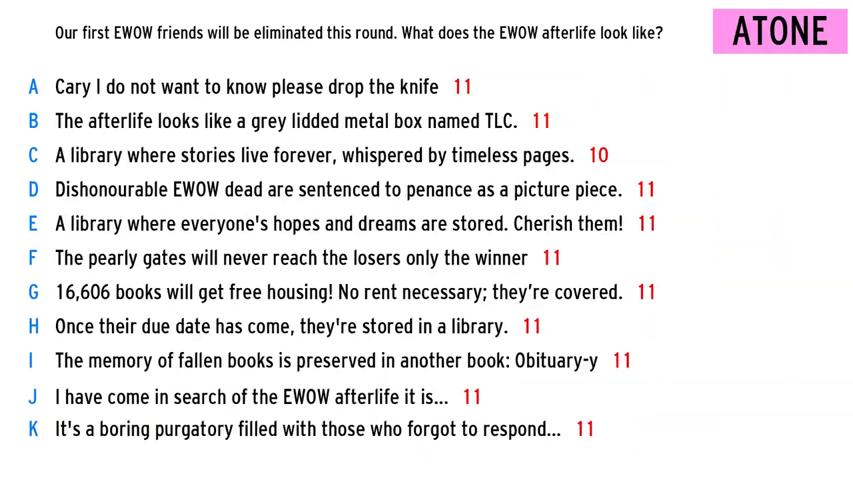 Our first EWOW friends will be eliminated this round. What does the EWOW afterlife look like?
ATONE
A Cary I do not want to know please drop the knife 11
B The afterlife looks like a grey lidded metal box named TLC. 11
C A library where stories live forever, whispered by timeless pages. 10
D Dishonourable EWOW dead are sentenced to penance as a picture piece. 11
E A library where everyone's hopes and dreams are stored. Cherish them! 11
F The pearly gates will never reach the losers only the winner 11
G 16,606 books will get free housing! No rent necessary; they’re covered. 11
H Once their due date has come, they're stored in a library. 11
I The memory of fallen books is preserved in another book: Obituary-y 11
J I have come in search of the EWOW afterlife it is... 11
K It's a boring purgatory filled with those who forgot to respond... 11